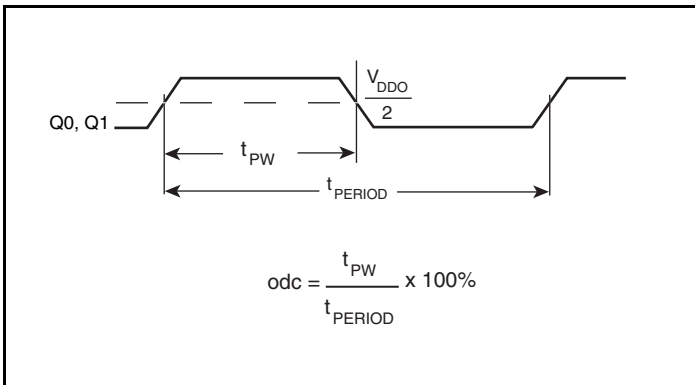 V_DDO
2
Q0, Q1
t_PW
t_PERIOD
odc = t_PW / t_PERIOD x 100%